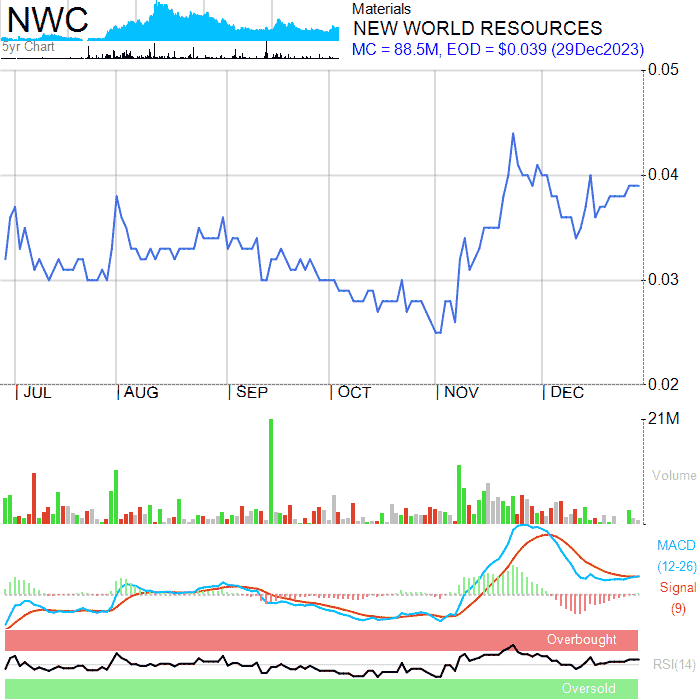 NWC
5yr Chart
Materials
NEW WORLD RESOURCES
MC = 88.5M, EOD = $0.039 (29Dec2023)
0.05
0.04
0.03
0.02
JUL AUG SEP OCT NOV DEC
21M
Volume
MACD
(12-26)
Signal
(9)
Overbought
RSI(14)
Oversold